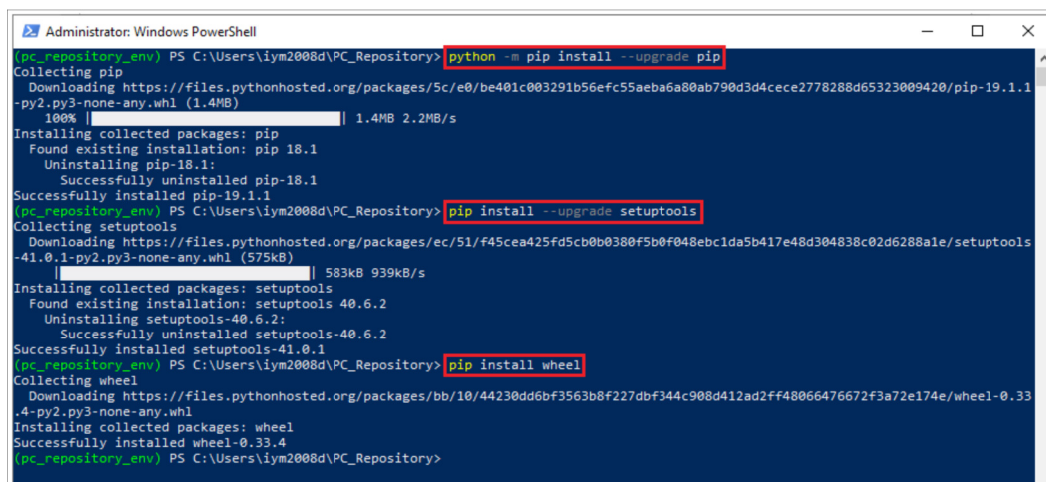 Administrator: Windows PowerShell
(pc_repository_env) PS C:\Users\iym2008d\PC_Repository> python -m pip install --upgrade pip
Collecting pip
  Downloading https://files.pythonhosted.org/packages/5c/e0/be401c003291b56efc55aeba6a80ab790d3d4cece2778288d65323009420/pip-19.1.1
-py2.py3-none-any.whl (1.4MB)
    100% |                                | 1.4MB 2.2MB/s
Installing collected packages: pip
  Found existing installation: pip 18.1
    Uninstalling pip-18.1:
      Successfully uninstalled pip-18.1
Successfully installed pip-19.1.1
(pc_repository_env) PS C:\Users\iym2008d\PC_Repository> pip install --upgrade setuptools
Collecting setuptools
  Downloading https://files.pythonhosted.org/packages/ec/51/f45cea425fd5cb0b0380f5b0f048ebc1da5b417e48d304838c02d6288a1e/setuptools
-41.0.1-py2.py3-none-any.whl (575kB)
     |                                | 583kB 939kB/s
Installing collected packages: setuptools
  Found existing installation: setuptools 40.6.2
    Uninstalling setuptools-40.6.2:
      Successfully uninstalled setuptools-40.6.2
Successfully installed setuptools-41.0.1
(pc_repository_env) PS C:\Users\iym2008d\PC_Repository> pip install wheel
Collecting wheel
  Downloading https://files.pythonhosted.org/packages/bb/10/44230dd6bf3563b8f227dbf344c908d412ad2ff48066476672f3a72e174e/wheel-0.33
.4-py2.py3-none-any.whl
Installing collected packages: wheel
Successfully installed wheel-0.33.4
(pc_repository_env) PS C:\Users\iym2008d\PC_Repository>